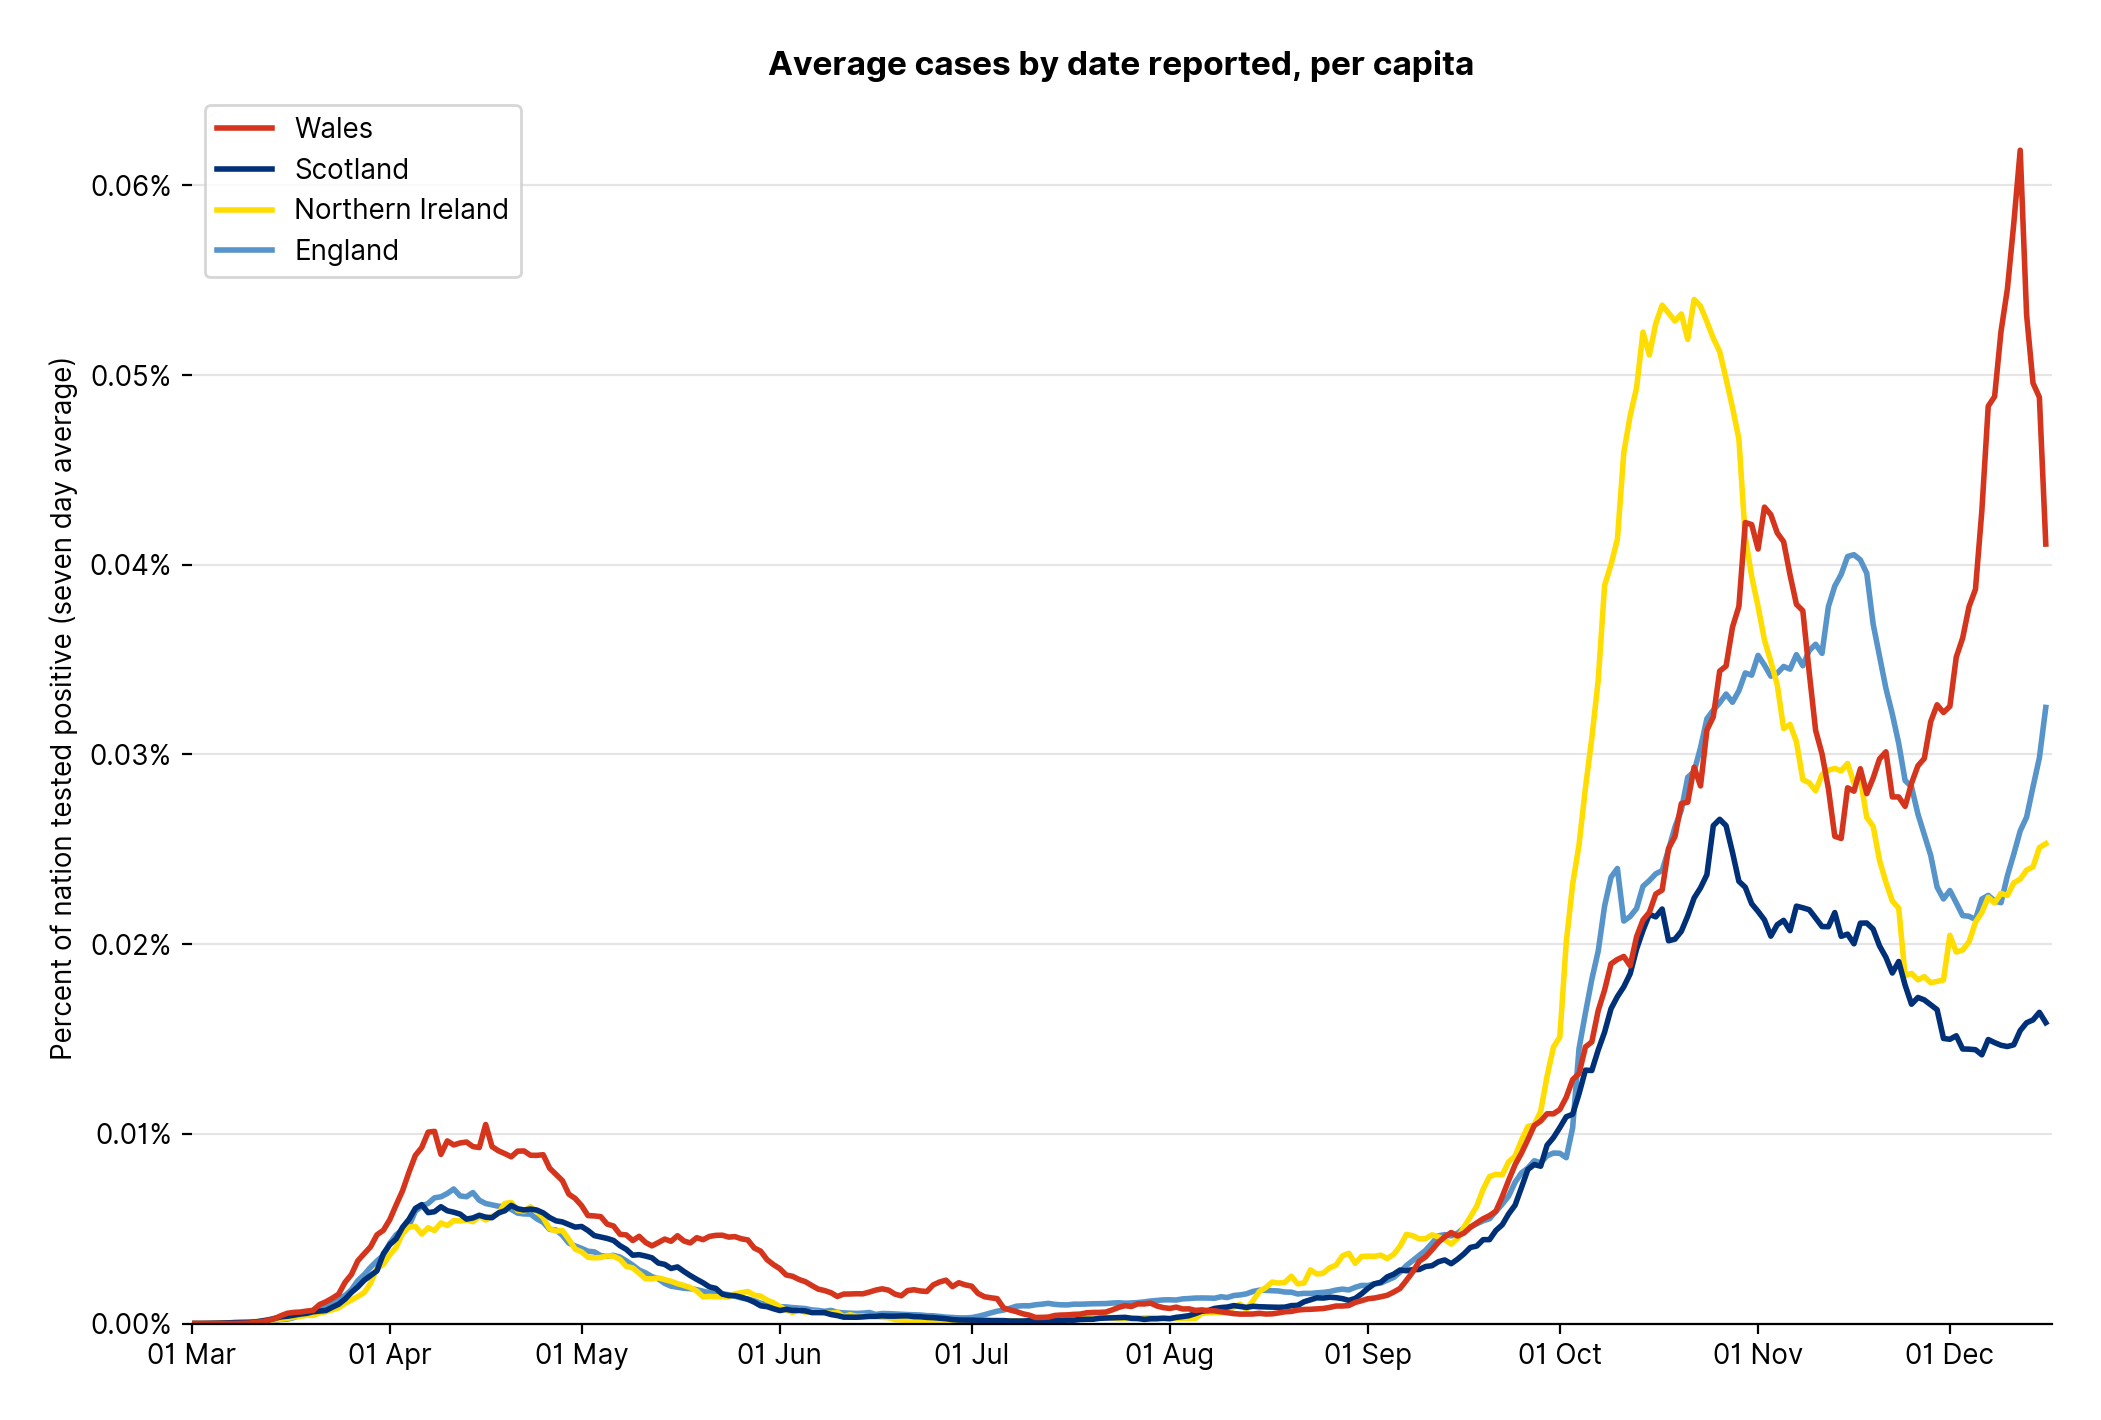 Average cases by date reported, per capita
Wales
Scotland
Northern Ireland
England
Percent of nation tested positive (seven day average)
0.06%
0.05%
0.04%
0.03%
0.02%
0.01%
0.00%
01 Mar
01 Apr
01 May
01 Jun
01 Jul
01 Aug
01 Sep
01 Oct
01 Nov
01 Dec